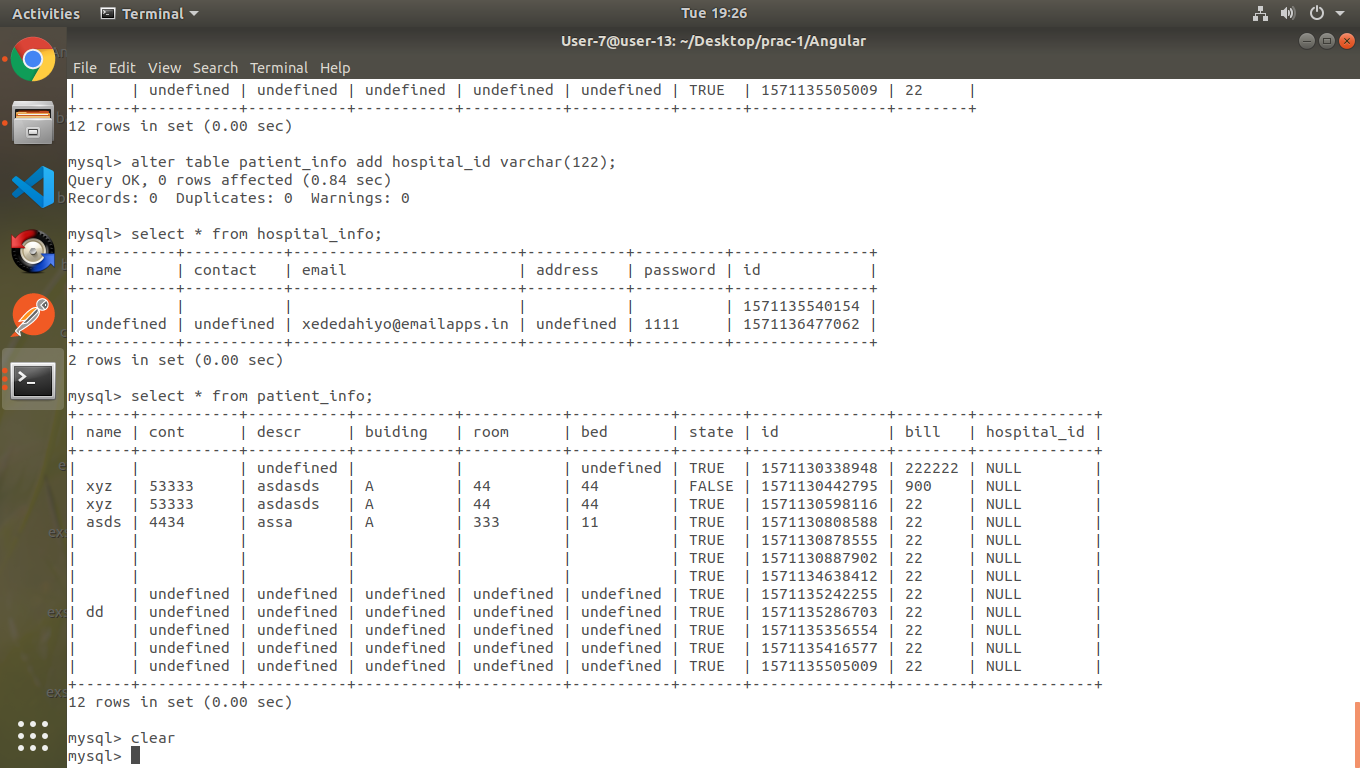 Activities Terminal Tue 19:26
User-7@user-13: ~/Desktop/prac-1/Angular
File Edit View Search Terminal Help
|      | undefined | undefined | undefined | undefined | undefined | TRUE  | 1571135505009 | 22     |
+------+-----------+-----------+-----------+-----------+-----------+-------+---------------+--------+
12 rows in set (0.00 sec)
mysql> alter table patient_info add hospital_id varchar(122);
Query OK, 0 rows affected (0.84 sec)
Records: 0  Duplicates: 0  Warnings: 0
mysql> select * from hospital_info;
+-----------+-----------+-------------------------+-----------+----------+---------------+
| name      | contact   | email                   | address   | password | id            |
+-----------+-----------+-------------------------+-----------+----------+---------------+
|           |           |                         |           |          | 1571135540154 |
| undefined | undefined | xededahiyo@emailapps.in | undefined | 1111     | 1571136477062 |
+-----------+-----------+-------------------------+-----------+----------+---------------+
2 rows in set (0.00 sec)
mysql> select * from patient_info;
+------+-----------+-----------+-----------+-----------+-----------+-------+---------------+--------+-------------+
| name | cont      | descr     | buiding   | room      | bed       | state | id            | bill   | hospital_id |
+------+-----------+-----------+-----------+-----------+-----------+-------+---------------+--------+-------------+
|      |           | undefined |           |           | undefined | TRUE  | 1571130338948 | 222222 | NULL        |
| xyz  | 53333     | asdasds   | A         | 44        | 44        | FALSE | 1571130442795 | 900    | NULL        |
| xyz  | 53333     | asdasds   | A         | 44        | 44        | TRUE  | 1571130598116 | 22     | NULL        |
| asds | 4434      | assa      | A         | 333       | 11        | TRUE  | 1571130808588 | 22     | NULL        |
|      |           |           |           |           |           | TRUE  | 1571130878555 | 22     | NULL        |
|      |           |           |           |           |           | TRUE  | 1571130887902 | 22     | NULL        |
|      |           |           |           |           |           | TRUE  | 1571134638412 | 22     | NULL        |
|      | undefined | undefined | undefined | undefined | undefined | TRUE  | 1571135242255 | 22     | NULL        |
| dd   | undefined | undefined | undefined | undefined | undefined | TRUE  | 1571135286703 | 22     | NULL        |
|      | undefined | undefined | undefined | undefined | undefined | TRUE  | 1571135356554 | 22     | NULL        |
|      | undefined | undefined | undefined | undefined | undefined | TRUE  | 1571135416577 | 22     | NULL        |
|      | undefined | undefined | undefined | undefined | undefined | TRUE  | 1571135505009 | 22     | NULL        |
+------+-----------+-----------+-----------+-----------+-----------+-------+---------------+--------+-------------+
12 rows in set (0.00 sec)
mysql> clear
mysql>